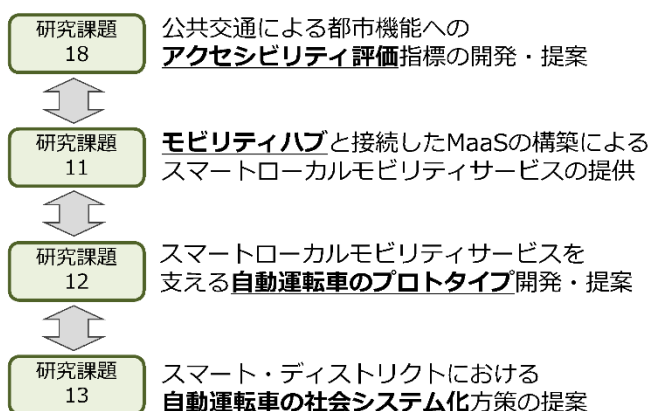 研究課題
18
公共交通による都市機能への
アクセシビリティ評価指標の開発・提案
研究課題
11
モビリティハブと接続したMaaSの構築による
スマートローカルモビリティサービスの提供
研究課題
12
スマートローカルモビリティサービスを
支える自動運転車のプロトタイプ開発・提案
研究課題
13
スマート・ディストリクトにおける
自動運転車の社会システム化方策の提案